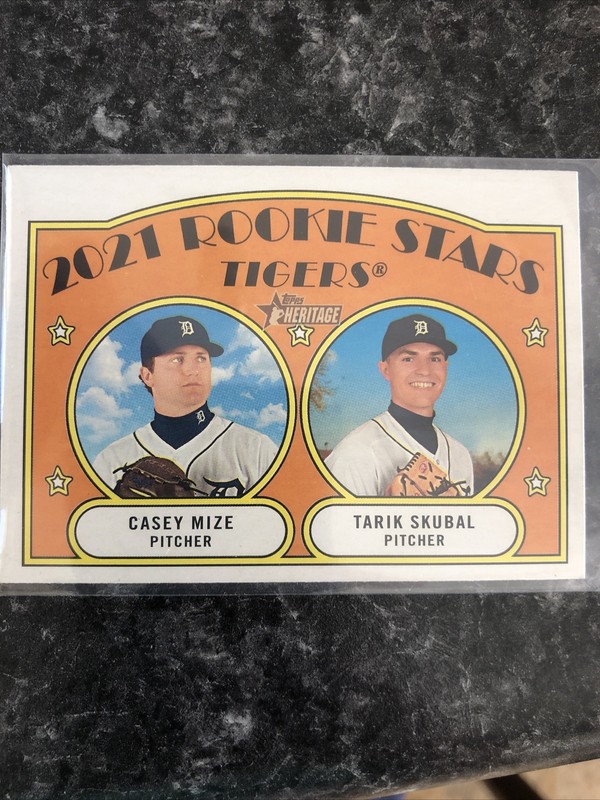 2021 ROOKIE STARS
TIGERS®
Topps
HERITAGE
D
D
D
CASEY MIZE
PITCHER
TARIK SKUBAL
PITCHER